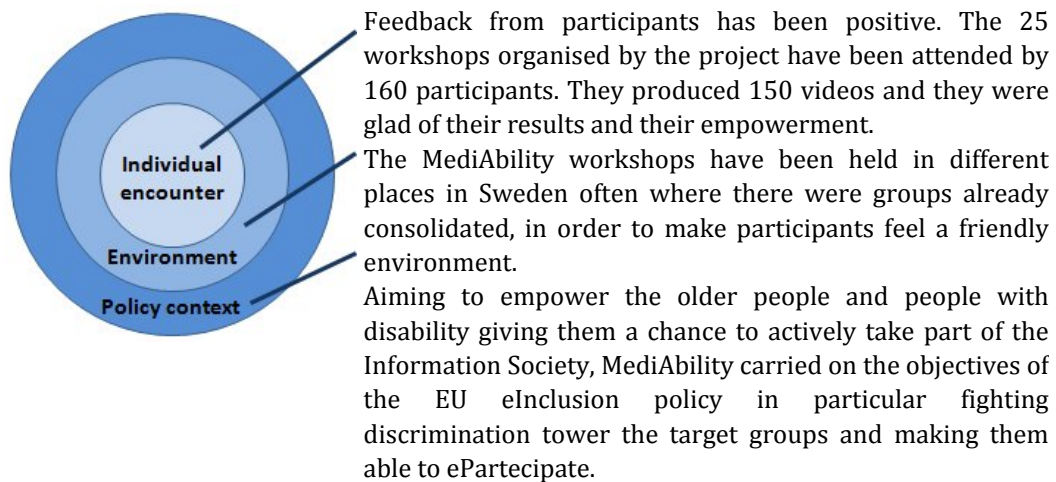 Individual
encounter
Environment
Policy context
Feedback from participants has been positive. The 25
workshops organised by the project have been attended by
160 participants. They produced 150 videos and they were
glad of their results and their empowerment.
The MediAbility workshops have been held in different
places in Sweden often where there were groups already
consolidated, in order to make participants feel a friendly
environment.
Aiming to empower the older people and people with
disability giving them a chance to actively take part of the
Information Society, MediAbility carried on the objectives of
the EU eInclusion policy in particular fighting
discrimination tower the target groups and making them
able to ePartecipate.